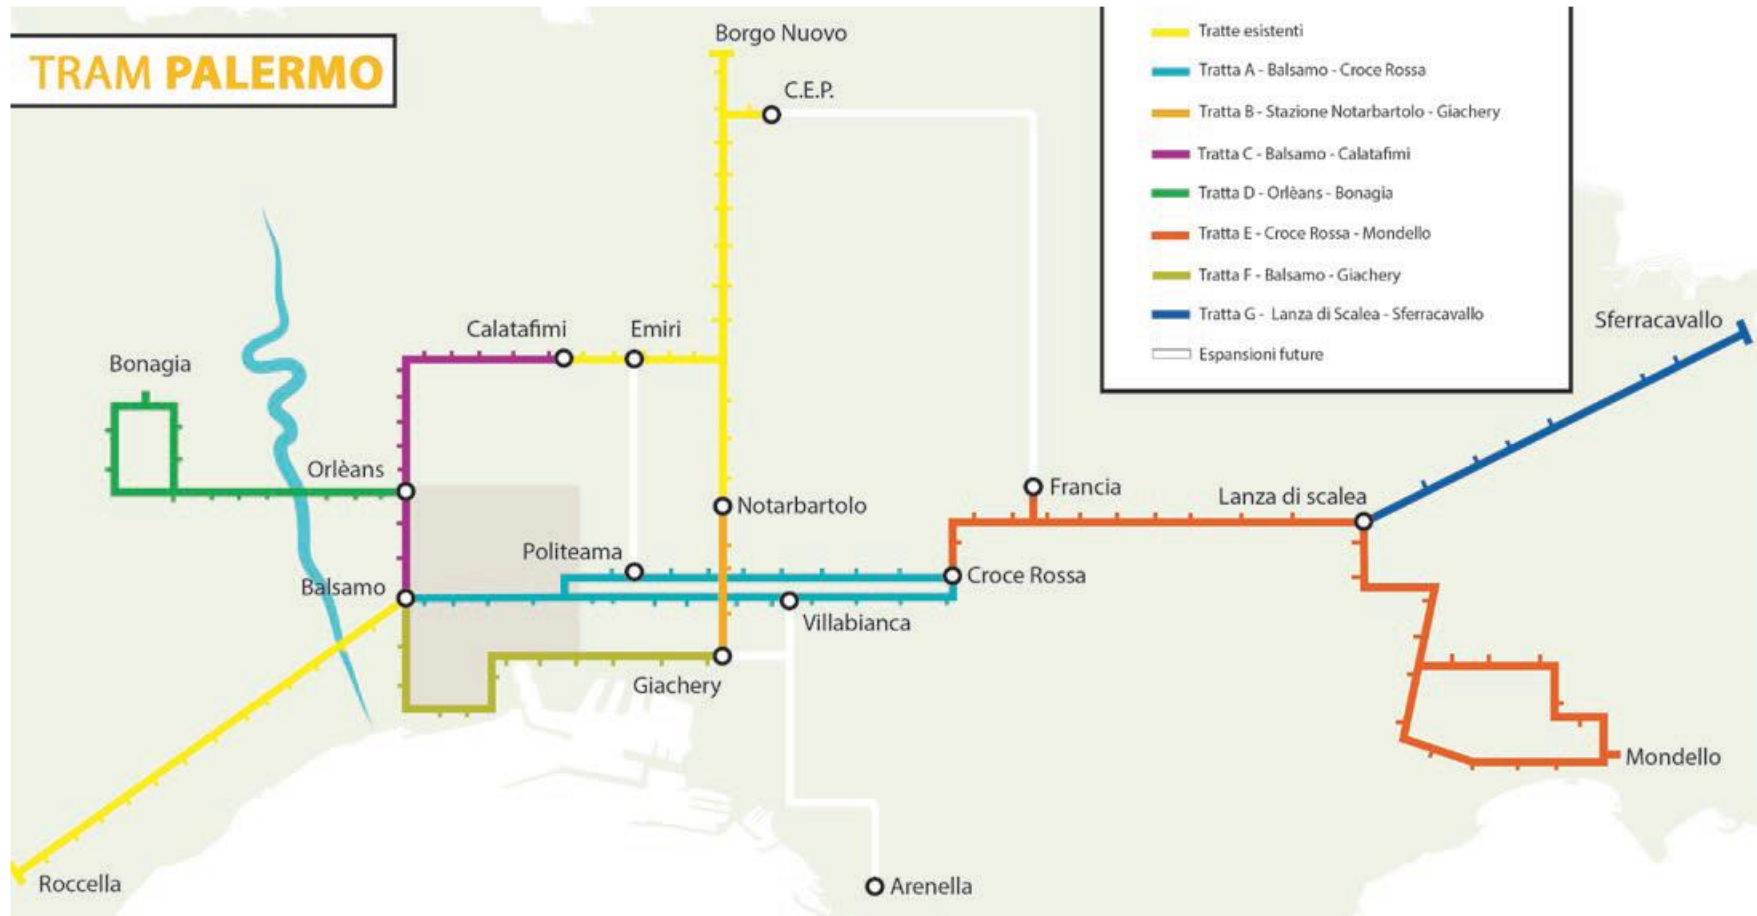 TRAM PALERMO
Borgo Nuovo
C.E.P.
Tratte esistenti
Tratta A - Balsamo - Croce Rossa
Tratta B - Stazione Notarbartolo - Giachery
Tratta C - Balsamo - Calatafimi
Tratta D - Orlèans - Bonagia
Tratta E - Croce Rossa - Mondello
Tratta F - Balsamo - Giachery
Tratta G - Lanza di Scalea - Sferracavallo
Espansioni future
Sferracavallo
Calatafimi
Emiri
Bonagia
Orlèans
Notarbartolo
Francia
Lanza di scalea
Politeama
Balsamo
Croce Rossa
Villabianca
Giachery
Mondello
Roccella
Arenella